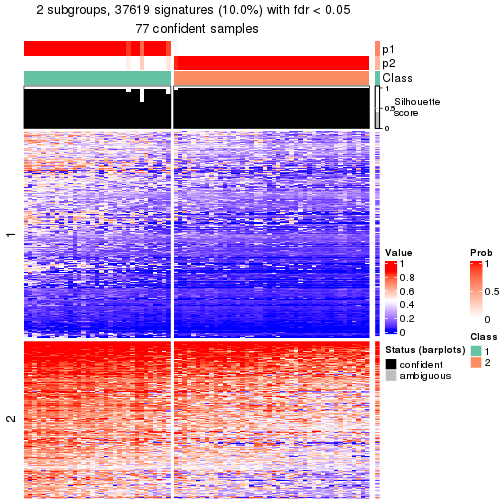 2 subgroups, 37619 signatures (10.0%) with fdr < 0.05
77 confident samples
p1
p2
Class
1
0.5
0
Silhouette
score
1
2
Value
1
0.8
0.6
0.4
0.2
0
Prob
1
0.5
0
Status (barplots)
confident
ambiguous
Class
1
2